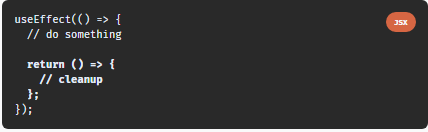 useEffect(() => {
JSX
  // do something

  return () => {
    // cleanup
  };
});